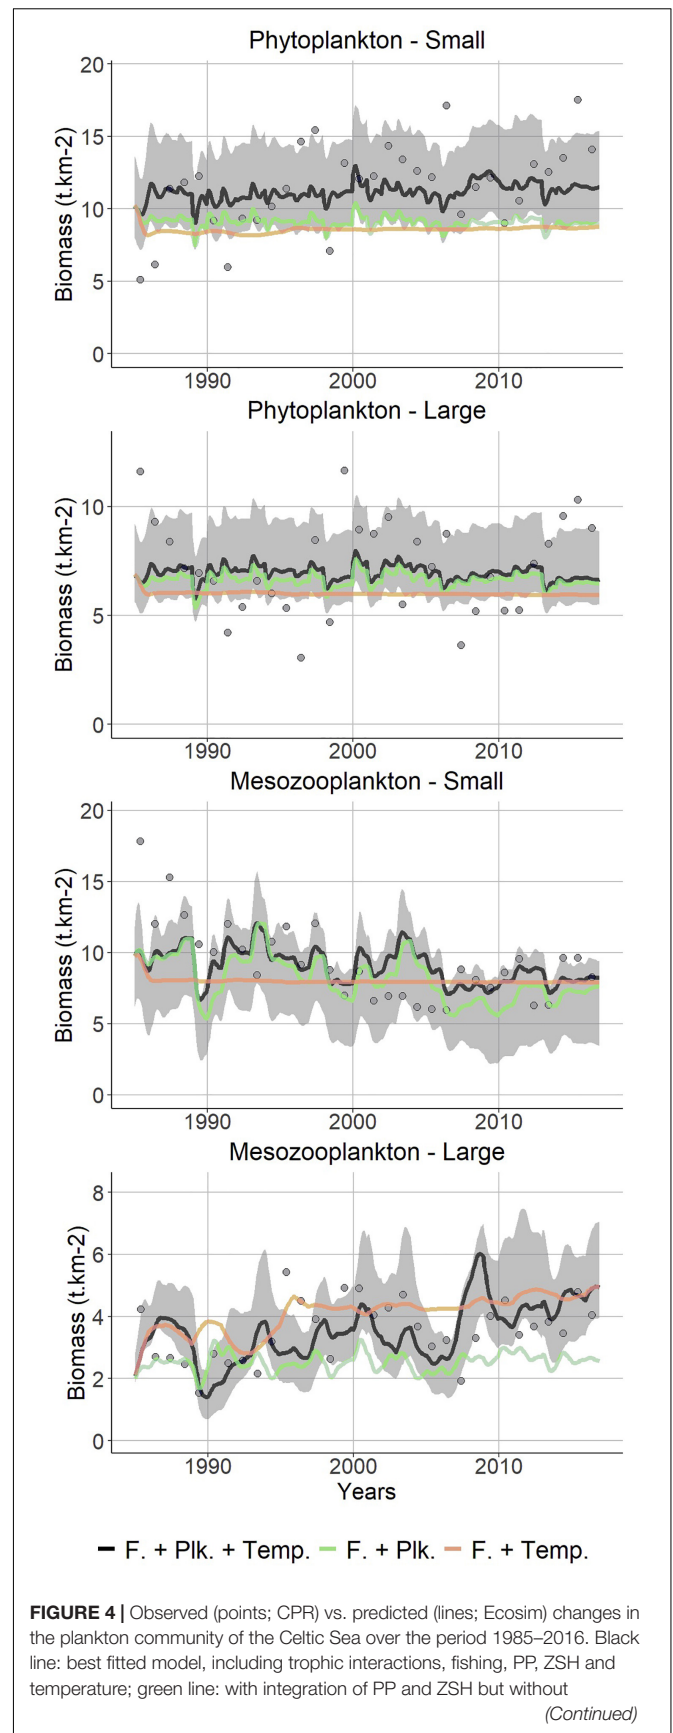 Phytoplankton - Small
20
15
10
5
0
Biomass (t.km-2)
1990 2000 2010
Phytoplankton - Large
10
5
0
Biomass (t.km-2)
1990 2000 2010
Mesozooplankton - Small
20
15
10
5
0
Biomass (t.km-2)
1990 2000 2010
Mesozooplankton - Large
8
6
4
2
0
Biomass (t.km-2)
1990 2000 2010
Years
F. + Plk. + Temp. F. + Plk. F. + Temp.
FIGURE 4 | Observed (points; CPR) vs. predicted (lines; Ecosim) changes in
the plankton community of the Celtic Sea over the period 1985–2016. Black
line: best fitted model, including trophic interactions, fishing, PP, ZSH and
temperature; green line: with integration of PP and ZSH but without
(Continued)